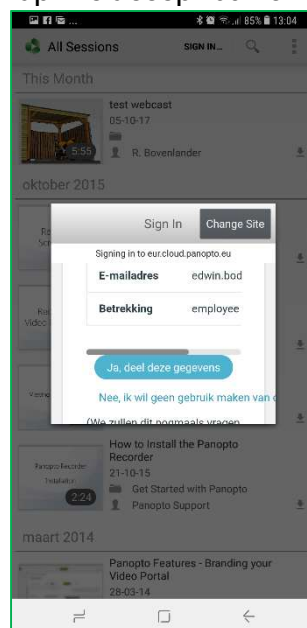 85% 13:04
All Sessions SIGN IN...
This Month
test webcast
05-10-17
5:55
R. Bovenlander
oktober 2015
Sign In Change Site
Signing in to eur.cloud.panopto.eu
E-mailadres edwin.bod
Betrekking employee
Ja, deel deze gegevens
Nee, ik wil geen gebruik maken van
(We zullen dit nogmaals vragen
How to Install the Panopto
Recorder
21-10-15
Panopto Recorder
Installation
2:24
Get Started with Panopto
Panopto Support
maart 2014
Panopto Features - Branding your
Video Portal
28-03-14